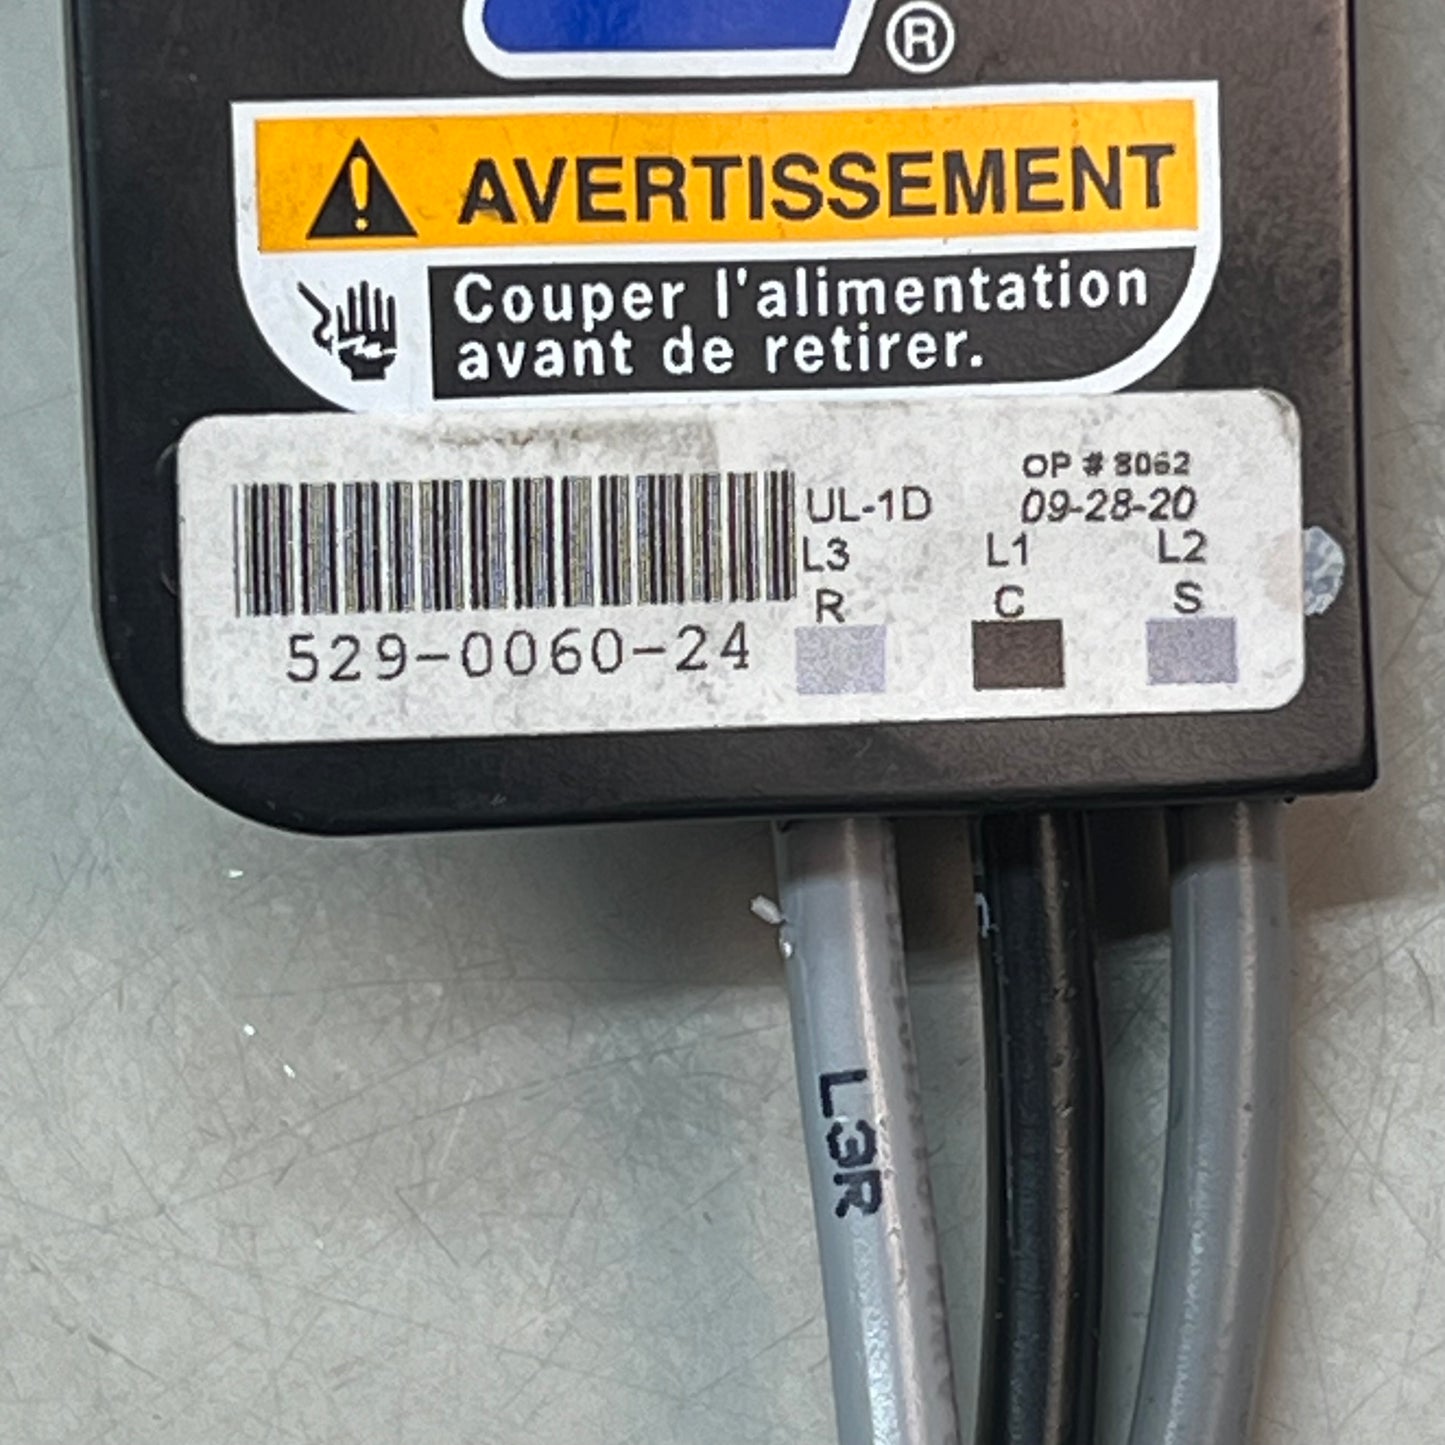 ®
AVERTISSEMENT
Couper l'alimentation
avant de retirer.
OP # 8062
UL-1D 09-28-20
L3 L1 L2
R C S
529-0060-24
L3R